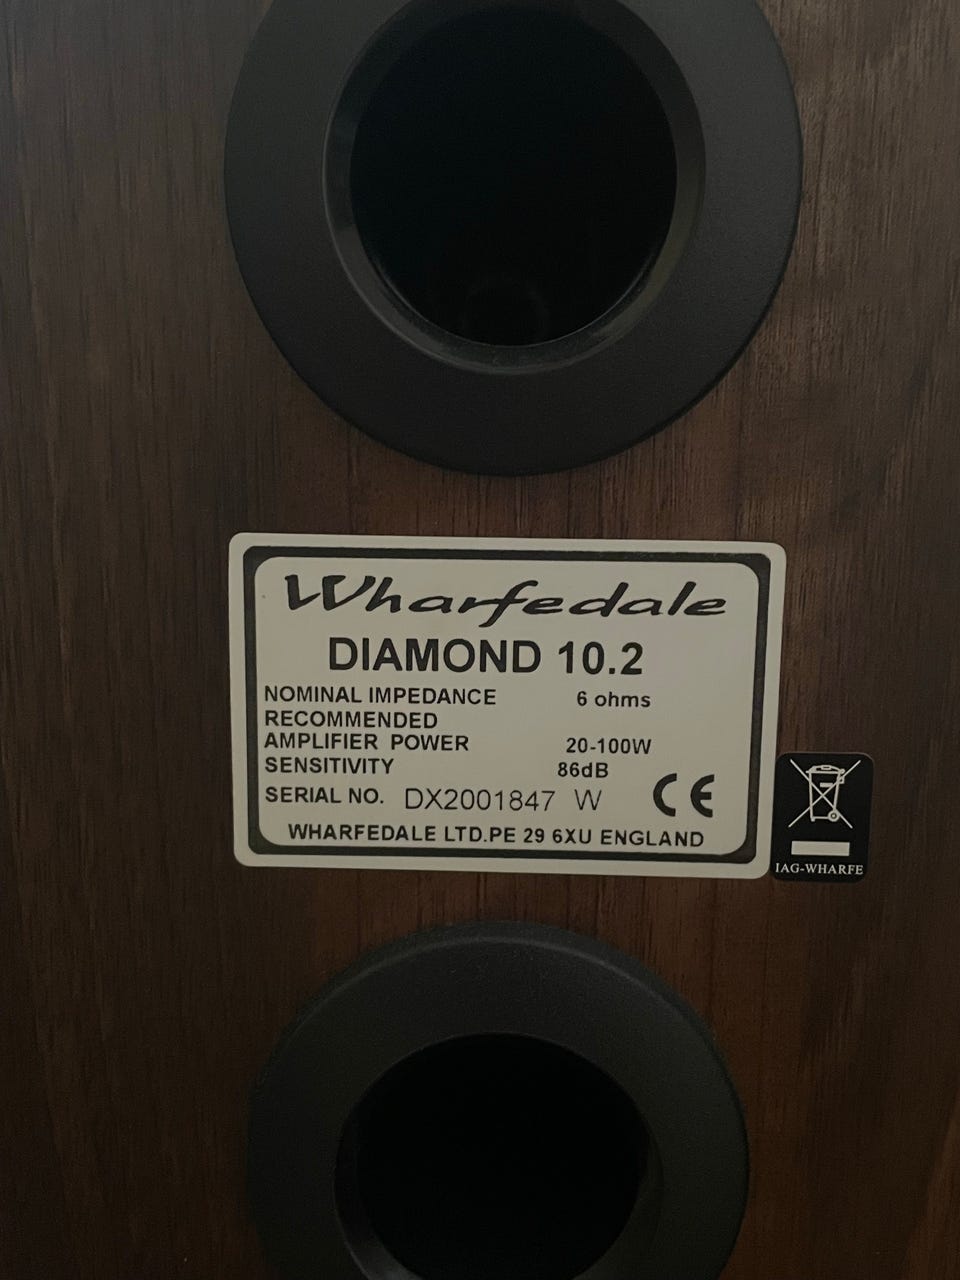 Wharfedale
DIAMOND 10.2
NOMINAL IMPEDANCE 6 ohms
RECOMMENDED
AMPLIFIER POWER 20-100W
SENSITIVITY 86dB
SERIAL NO. DX2001847 W CE
WHARFEDALE LTD.PE 29 6XU ENGLAND
IAG-WHARFE